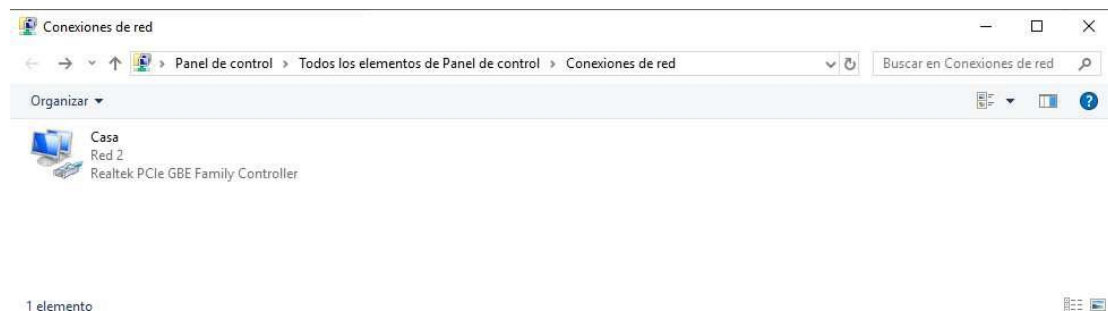 Conexiones de red
Panel de control › Todos los elementos de Panel de control › Conexiones de red
Buscar en Conexiones de red
Organizar
Casa
Red 2
Realtek PCIe GBE Family Controller
1 elemento